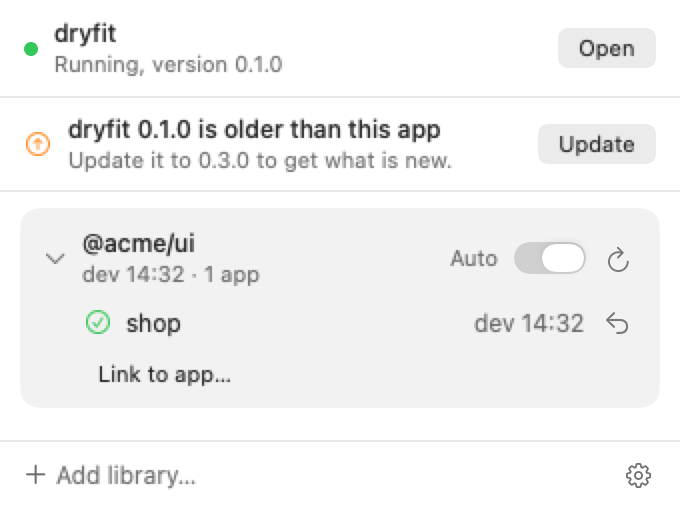 dryfit
Running, version 0.1.0
Open
dryfit 0.1.0 is older than this app
Update it to 0.3.0 to get what is new.
Update
@acme/ui
dev 14:32 · 1 app
Auto
shop
dev 14:32
Link to app...
Add library...